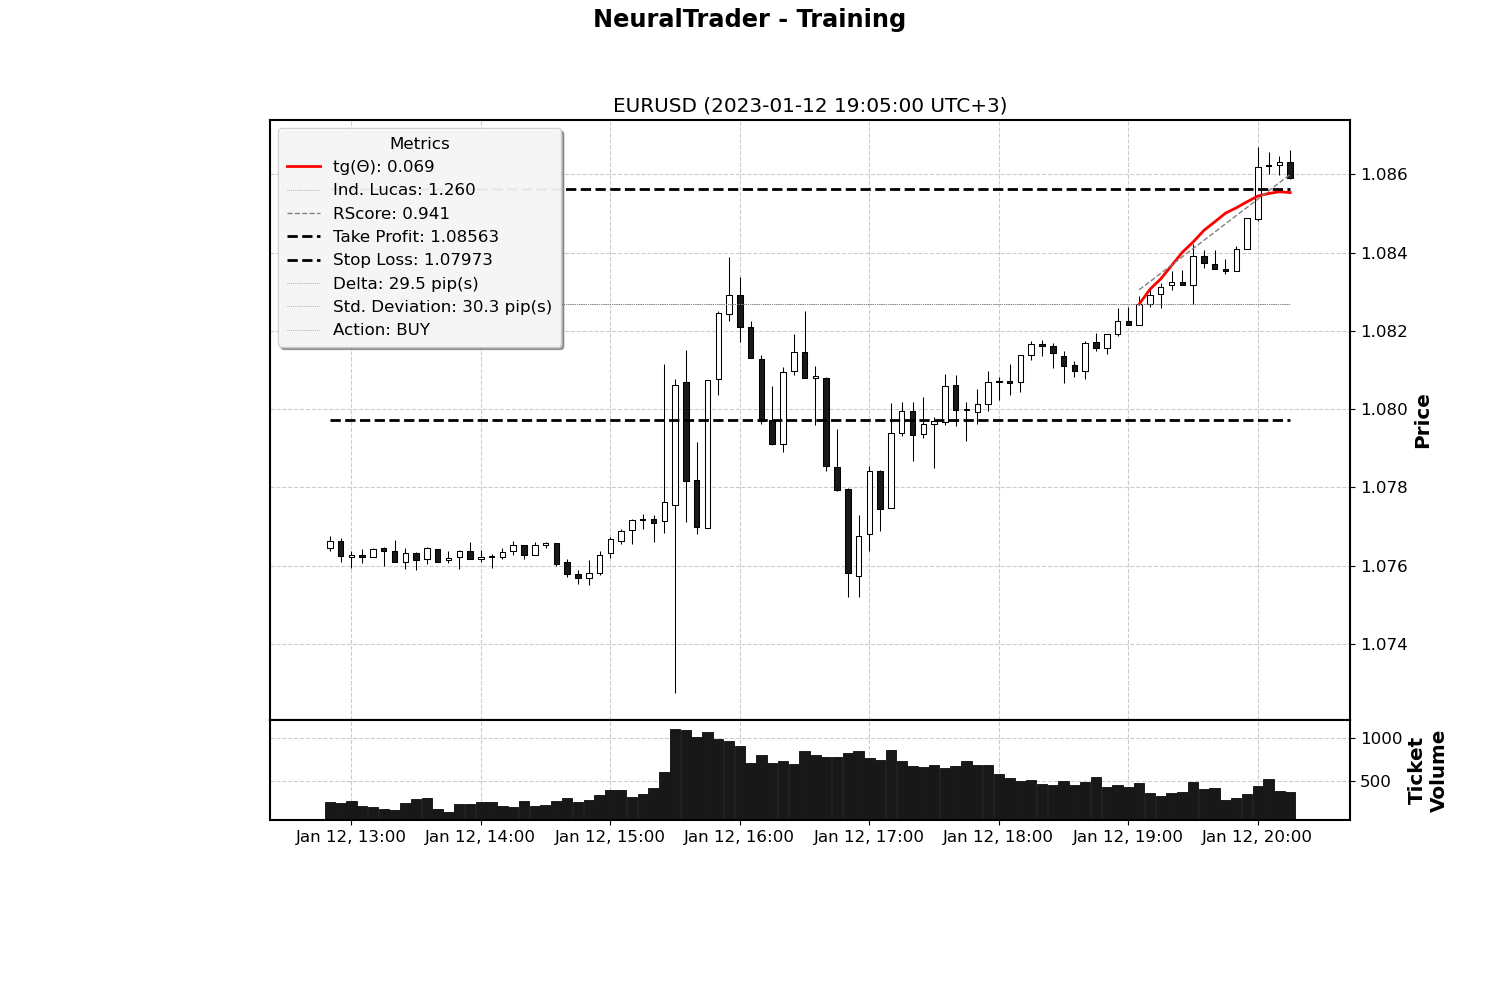 NeuralTrader - Training
EURUSD (2023-01-12 19:05:00 UTC+3)
Metrics
tg(Θ): 0.069
Ind. Lucas: 1.260
RScore: 0.941
Take Profit: 1.08563
Stop Loss: 1.07973
Delta: 29.5 pip(s)
Std. Deviation: 30.3 pip(s)
Action: BUY
1.086
1.084
1.082
1.080
1.078
1.076
1.074
Price
1000
500
Ticket
Volume
Jan 12, 13:00
Jan 12, 14:00
Jan 12, 15:00
Jan 12, 16:00
Jan 12, 17:00
Jan 12, 18:00
Jan 12, 19:00
Jan 12, 20:00